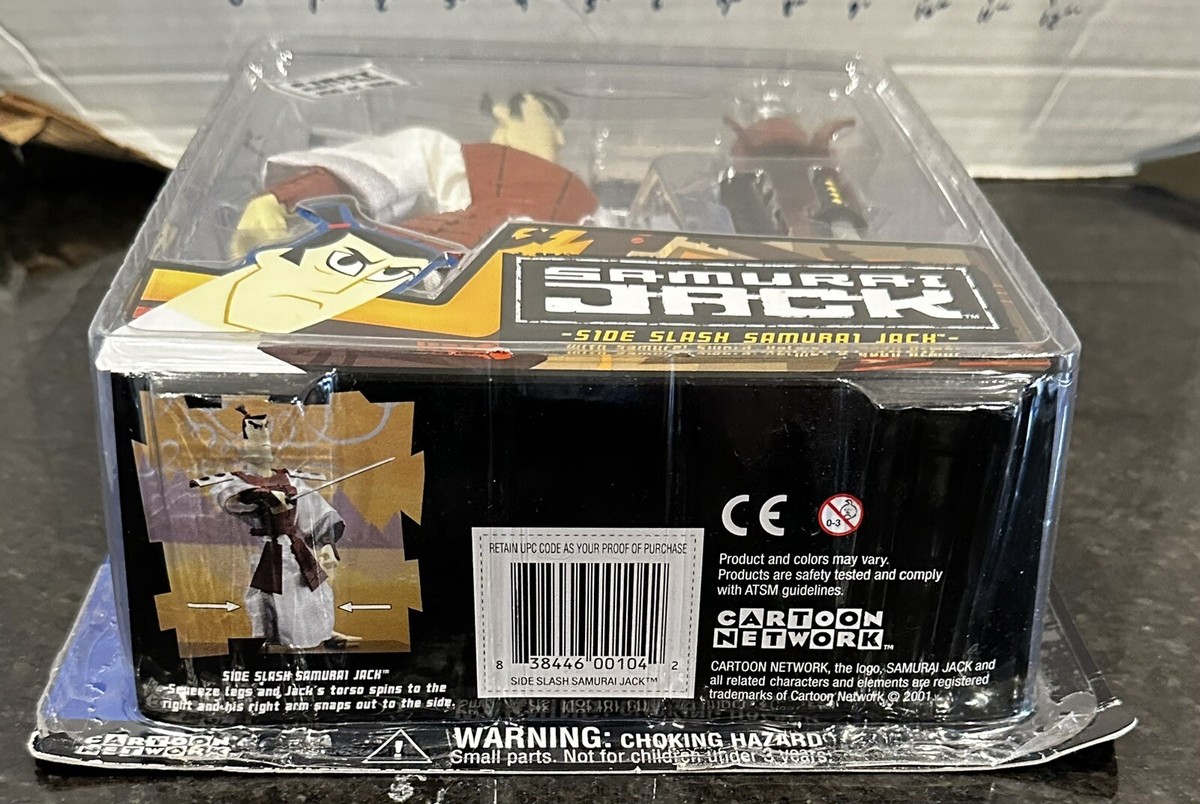 SAMURAI
JACK™
-SIDE SLASH SAMURAI JACK™-
SIDE SLASH SAMURAI JACK™
Squeeze legs and Jack's torso spins to the
right and his right arm snaps out to the side.
RETAIN UPC CODE AS YOUR PROOF OF PURCHASE
8 38446 00104 2
SIDE SLASH SAMURAI JACK™
CE
0-3
Product and colors may vary.
Products are safety tested and comply
with ATSM guidelines.
CARTOON
NETWORK™
CARTOON NETWORK, the logo, SAMURAI JACK and
all related characters and elements are registered
trademarks of Cartoon Network © 2001.
CARTOON
NETWORK
WARNING: CHOKING HAZARD
Small parts. Not for children under 3 years.